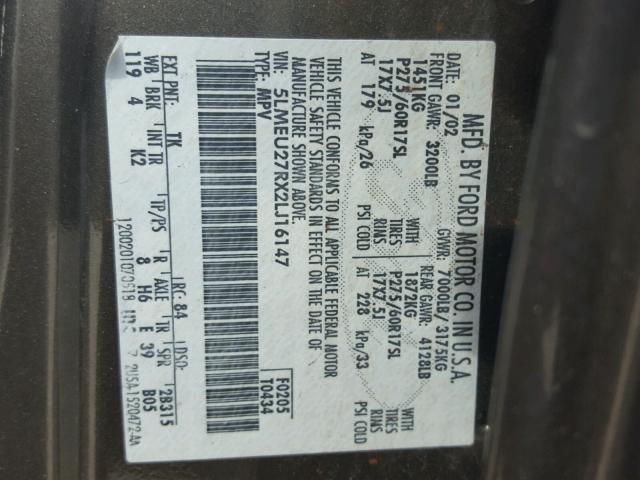 MFD. BY FORD MOTOR CO. IN U.S.A.
DATE: 01/02 GVWR: 7000LB/ 3175KG
FRONT GAWR: 3200LB REAR GAWR: 4128LB
1451KG WITH 1872KG WITH
P275/60R17SL TIRES P275/60R17SL TIRES
17X7.5J RIMS 17X7.5J RIMS
AT 179 kPa/26 PSI COLD AT 228 kPa/33 PSI COLD
THIS VEHICLE CONFORMS TO ALL APPLICABLE FEDERAL MOTOR
VEHICLE SAFETY STANDARDS IN EFFECT ON THE DATE OF
MANUFACTURE SHOWN ABOVE.
VIN: 5LMEU27RX2LJ16147 F0205
TYPE: MPV T0434
EXT PNT: TK RC: 84 DSO:
WB BRK INT TR TP/PS R AXLE TR SPR 2B315
119 4 K2 8 H6 E 39 B05